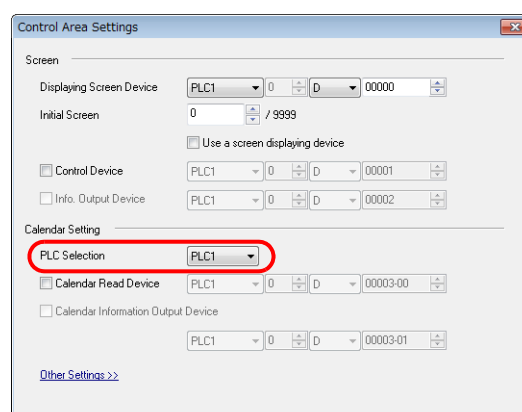 Control Area Settings
Screen
Displaying Screen Device PLC1 0 D 00000
Initial Screen 0 / 9999
Use a screen displaying device
Control Device PLC1 0 D 00001
Info. Output Device PLC1 0 D 00002
Calendar Setting
PLC Selection PLC1
Calendar Read Device PLC1 0 D 00003-00
Calendar Information Output Device
PLC1 0 D 00003-01
Other Settings >>